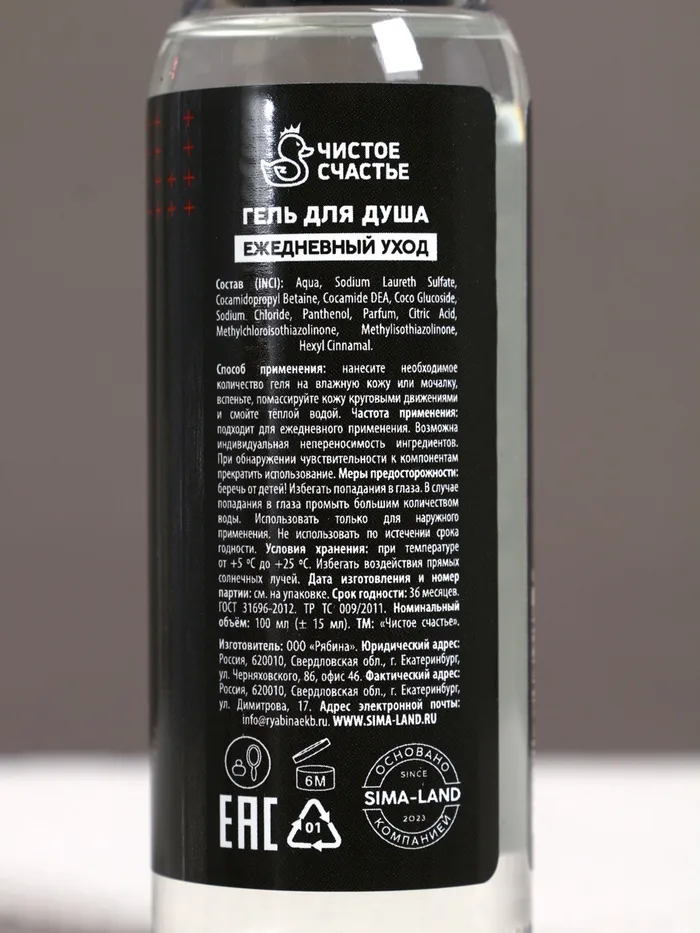 ЧИСТОЕ
СЧАСТЬЕ
ГЕЛЬ ДЛЯ ДУША
ЕЖЕДНЕВНЫЙ УХОД
Состав (INCI): Aqua, Sodium Laureth Sulfate,
Cocamidopropyl Betaine, Cocamide DEA, Coco Glucoside,
Sodium Chloride, Panthenol, Parfum, Citric Acid,
Methylchloroisothiazolinone, Methylisothiazolinone,
Hexyl Cinnamal.
Способ применения: нанесите необходимое
количество геля на влажную кожу или мочалку,
вспеньте, помассируйте кожу круговыми движениями
и смойте тёплой водой. Частота применения:
подходит для ежедневного применения. Возможна
индивидуальная непереносимость ингредиентов.
При обнаружении чувствительности к компонентам
прекратить использование. Меры предосторожности:
беречь от детей! Избегать попадания в глаза. В случае
попадания в глаза промыть большим количеством
воды. Использовать только для наружного
применения. Не использовать по истечении срока
годности. Условия хранения: при температуре
от +5 ºС до +25 ºС. Избегать воздействия прямых
солнечных лучей. Дата изготовления и номер
партии: см. на упаковке. Срок годности: 36 месяцев.
ГОСТ 31696-2012. ТР ТС 009/2011. Номинальный
объём: 100 мл (± 15 мл). ТМ: «Чистое счастье».
Изготовитель: ООО «Рябина». Юридический адрес:
Россия, 620010, Свердловская обл., г. Екатеринбург,
ул. Черняховского, 86, офис 46. Фактический адрес:
Россия, 620010, Свердловская обл., г. Екатеринбург,
ул. Димитрова, 17. Адрес электронной почты:
info@ryabinaekb.ru. WWW.SIMA-LAND.RU
6М
ЕАС
01
ОСНОВАНО
SINCE
SIMA-LAND
2023
КОМПАНИЕЙ